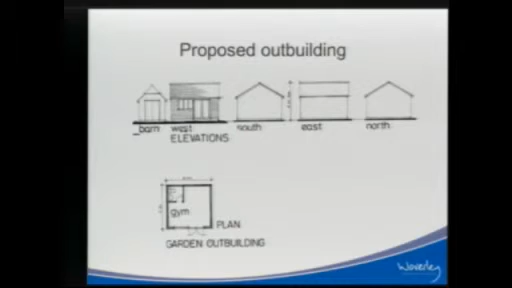 Proposed outbuilding
barn west south east north
ELEVATIONS
gym
PLAN
GARDEN OUTBUILDING
Waverley